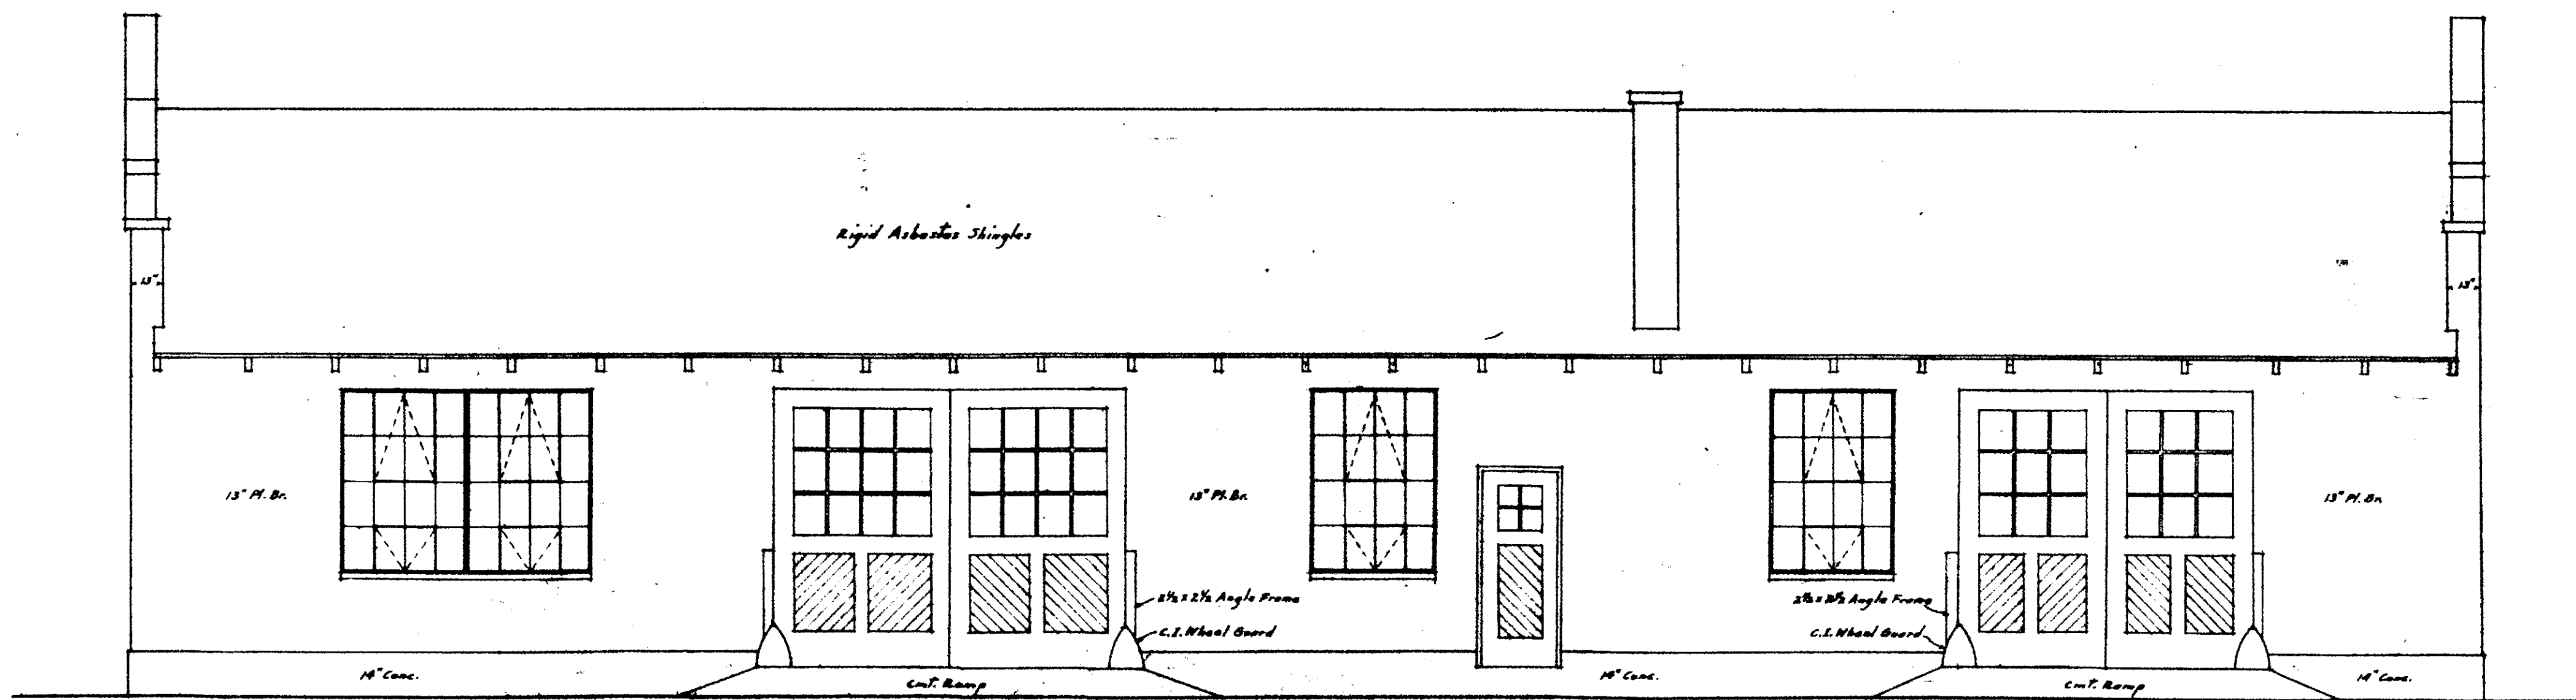 Rigid Asbestos Shingles
13"
13"
13" Pl. Br.
13" Pl. Br.
13" Pl. Br.
2½ x 2½ Angle Frame
2½ x 2½ Angle Frame
C.I. Wheel Guard
C.I. Wheel Guard
14" Conc.
Cmt. Ramp
14" Conc.
Cmt. Ramp
14" Conc.